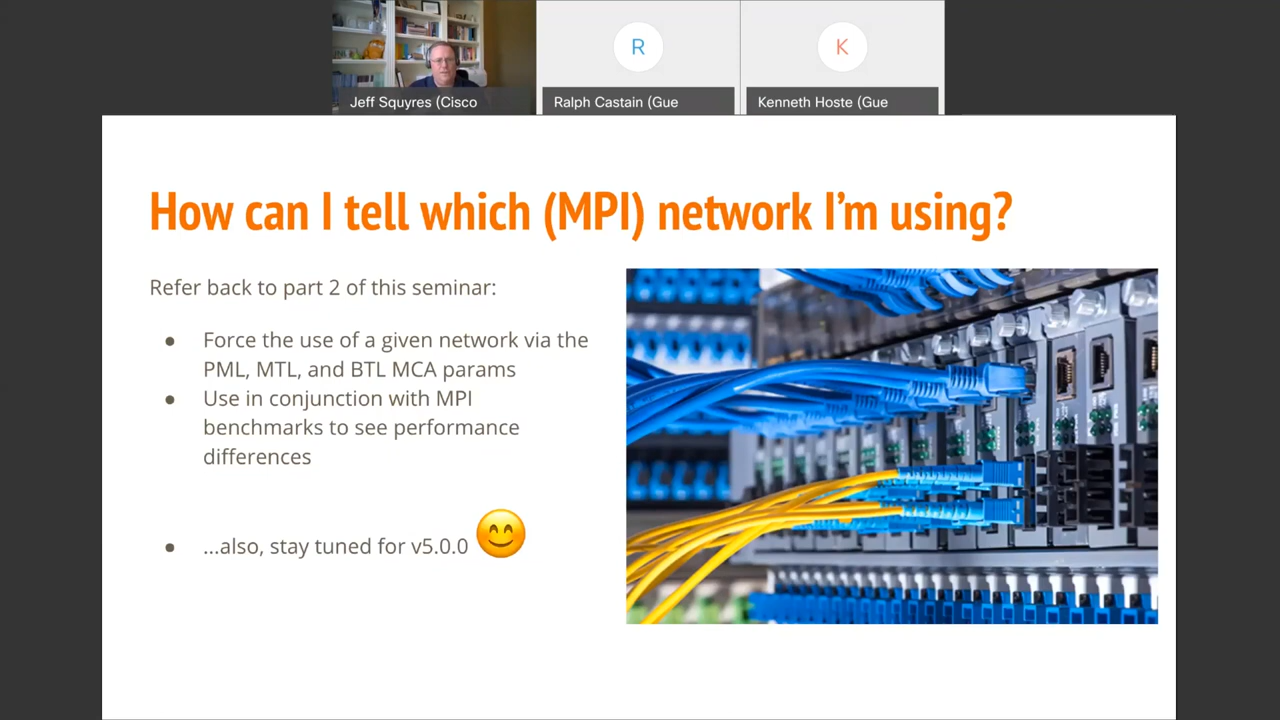 R
K
Jeff Squyres (Cisco
Ralph Castain (Gue
Kenneth Hoste (Gue
How can I tell which (MPI) network I'm using?
Refer back to part 2 of this seminar:
● Force the use of a given network via the
PML, MTL, and BTL MCA params
● Use in conjunction with MPI
benchmarks to see performance
differences
● …also, stay tuned for v5.0.0 😊